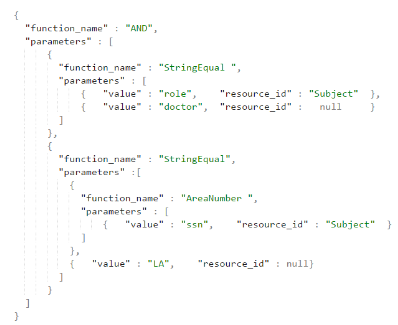 {
"function_name" : "AND",
"parameters" : [
{
"function_name" : "StringEqual ",
"parameters" : [
{ "value" : "role", "resource_id" : "Subject" },
{ "value" : "doctor", "resource_id" : null }
]
},
{
"function_name" : "StringEqual",
"parameters" :[
{
"function_name" : "AreaNumber ",
"parameters" : [
{ "value" : "ssn", "resource_id" : "Subject" }
]
},
{ "value" : "LA", "resource_id" : null}
]
}
]
}